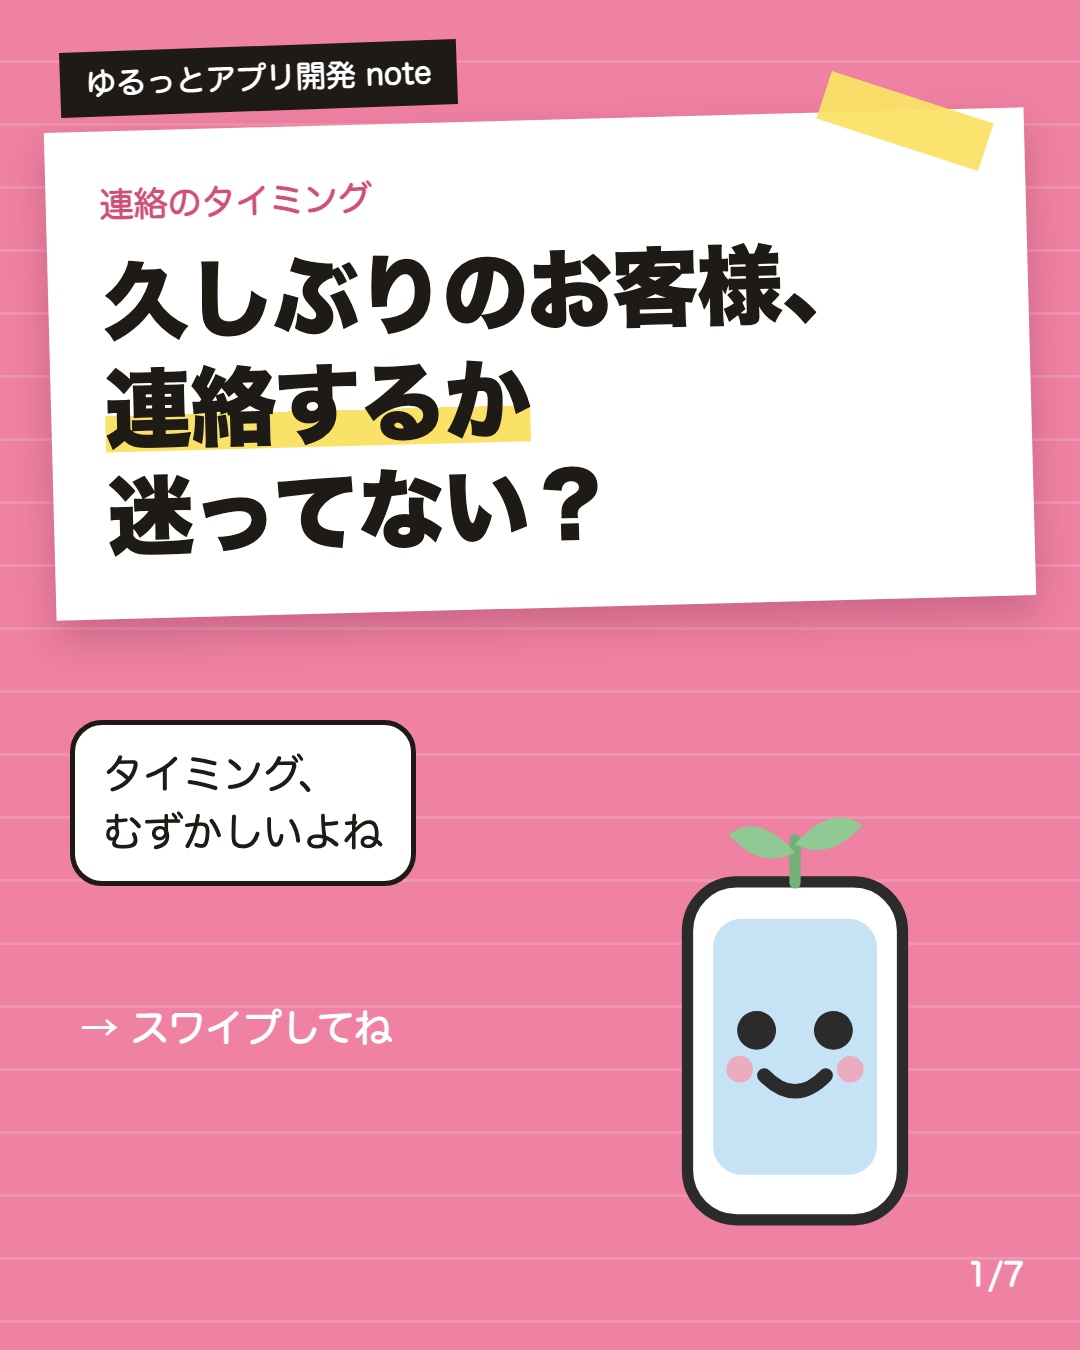 ゆるっとアプリ開発 note
連絡のタイミング
久しぶりのお客様、
連絡するか
迷ってない？
タイミング、
むずかしいよね
→ スワイプしてね
1/7